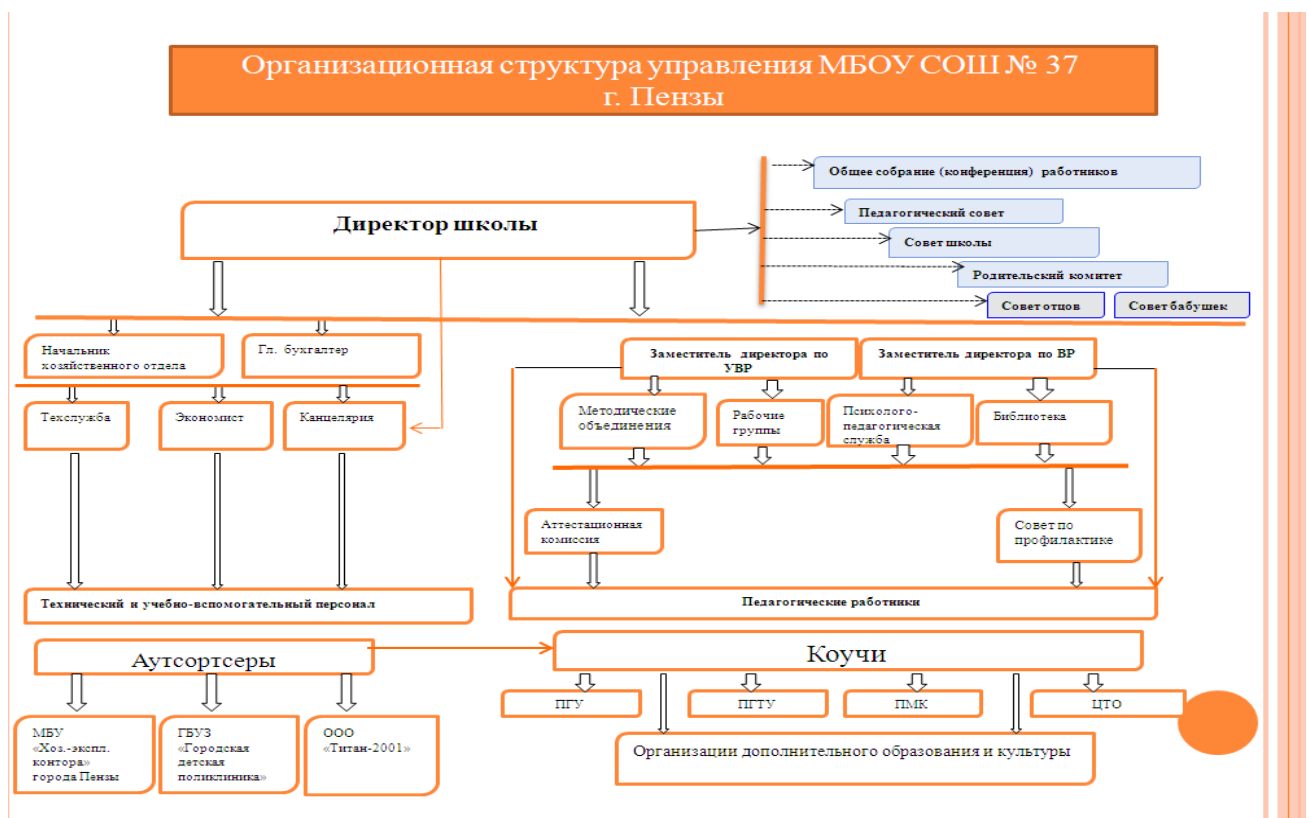 Организационная структура управления МБОУ СОШ № 37
г. Пензы
Общее собрание (конференция) работников
Директор школы
Педагогический совет
Совет школы
Родительский комитет
Совет отцов
Совет бабушек
Начальник
хозяйственного отдела
Гл. бухгалтер
Заместитель директора по
УВР
Заместитель директора по ВР
Техслужба
Экономист
Канцелярия
Методические
объединения
Рабочие
группы
Психолого-
педагогическая
служба
Библиотека
Аттестационная
комиссия
Совет по
профилактике
Технический и учебно-вспомогательный персонал
Педагогические работники
Аутсортсеры
Коучи
ПГУ
ПГТУ
ПМК
ЦТО
МБУ
«Хоз.-экспл.
контора»
города Пензы
ГБУЗ
«Городская
детская
поликлиника»
ООО
«Титан-2001»
Организации дополнительного образования и культуры